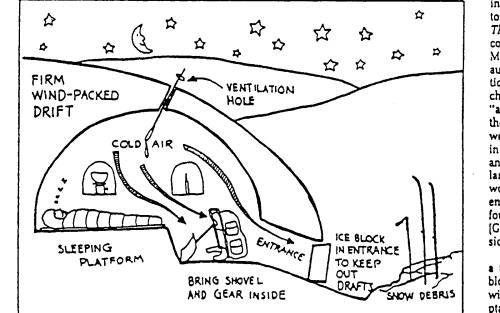 FIRM
WIND-PACKED
DRIFT
VENTILATION
HOLE
COLD AIR
z z z z
SLEEPING
PLATFORM
ENTRANCE
BRING SHOVEL
AND GEAR INSIDE
ICE BLOCK
IN ENTRANCE
TO KEEP
OUT
DRAFTS
SNOW DEBRIS